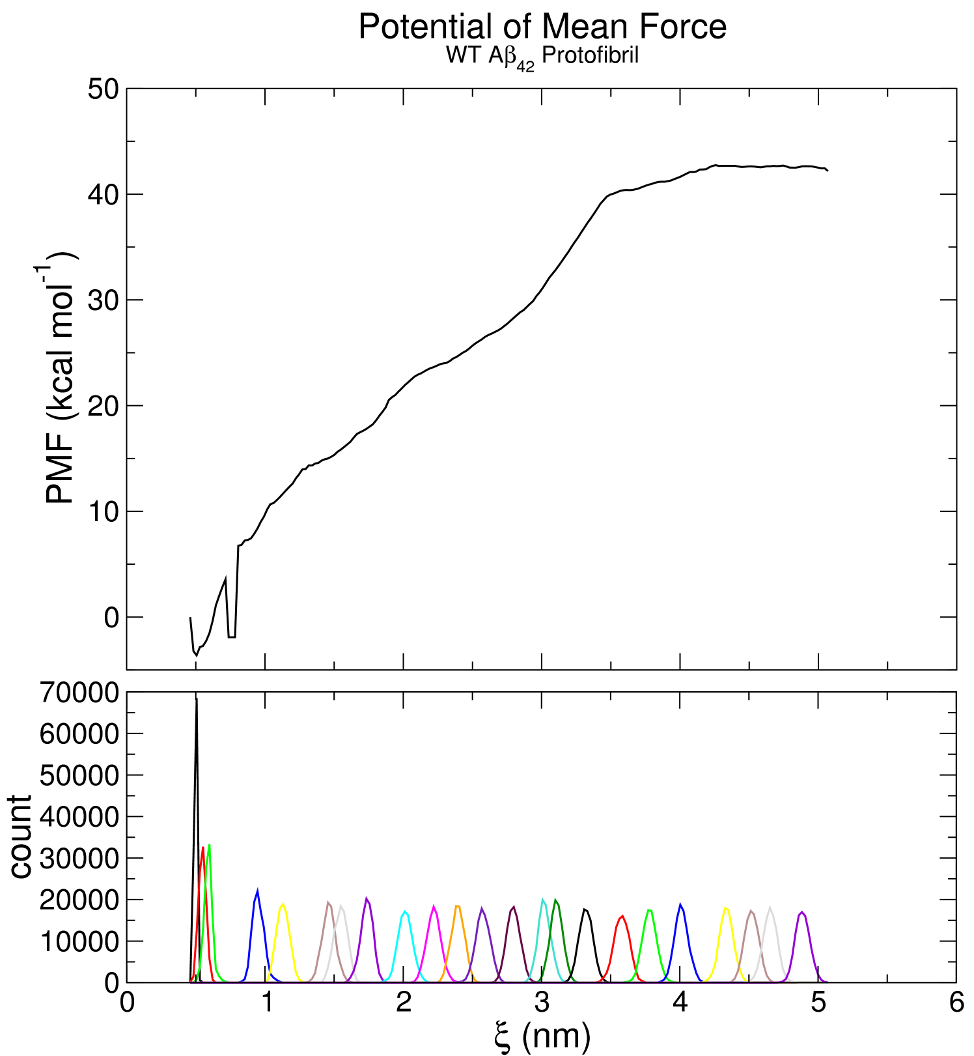 Potential of Mean Force
WT Aβ₄₂ Protofibril
50
40
30
20
10
0
PMF (kcal mol⁻¹)
70000
60000
50000
40000
30000
20000
10000
0
count
0 1 2 3 4 5 6
ξ (nm)